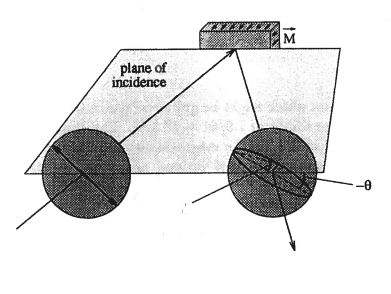 M
plane of
incidence
-θ